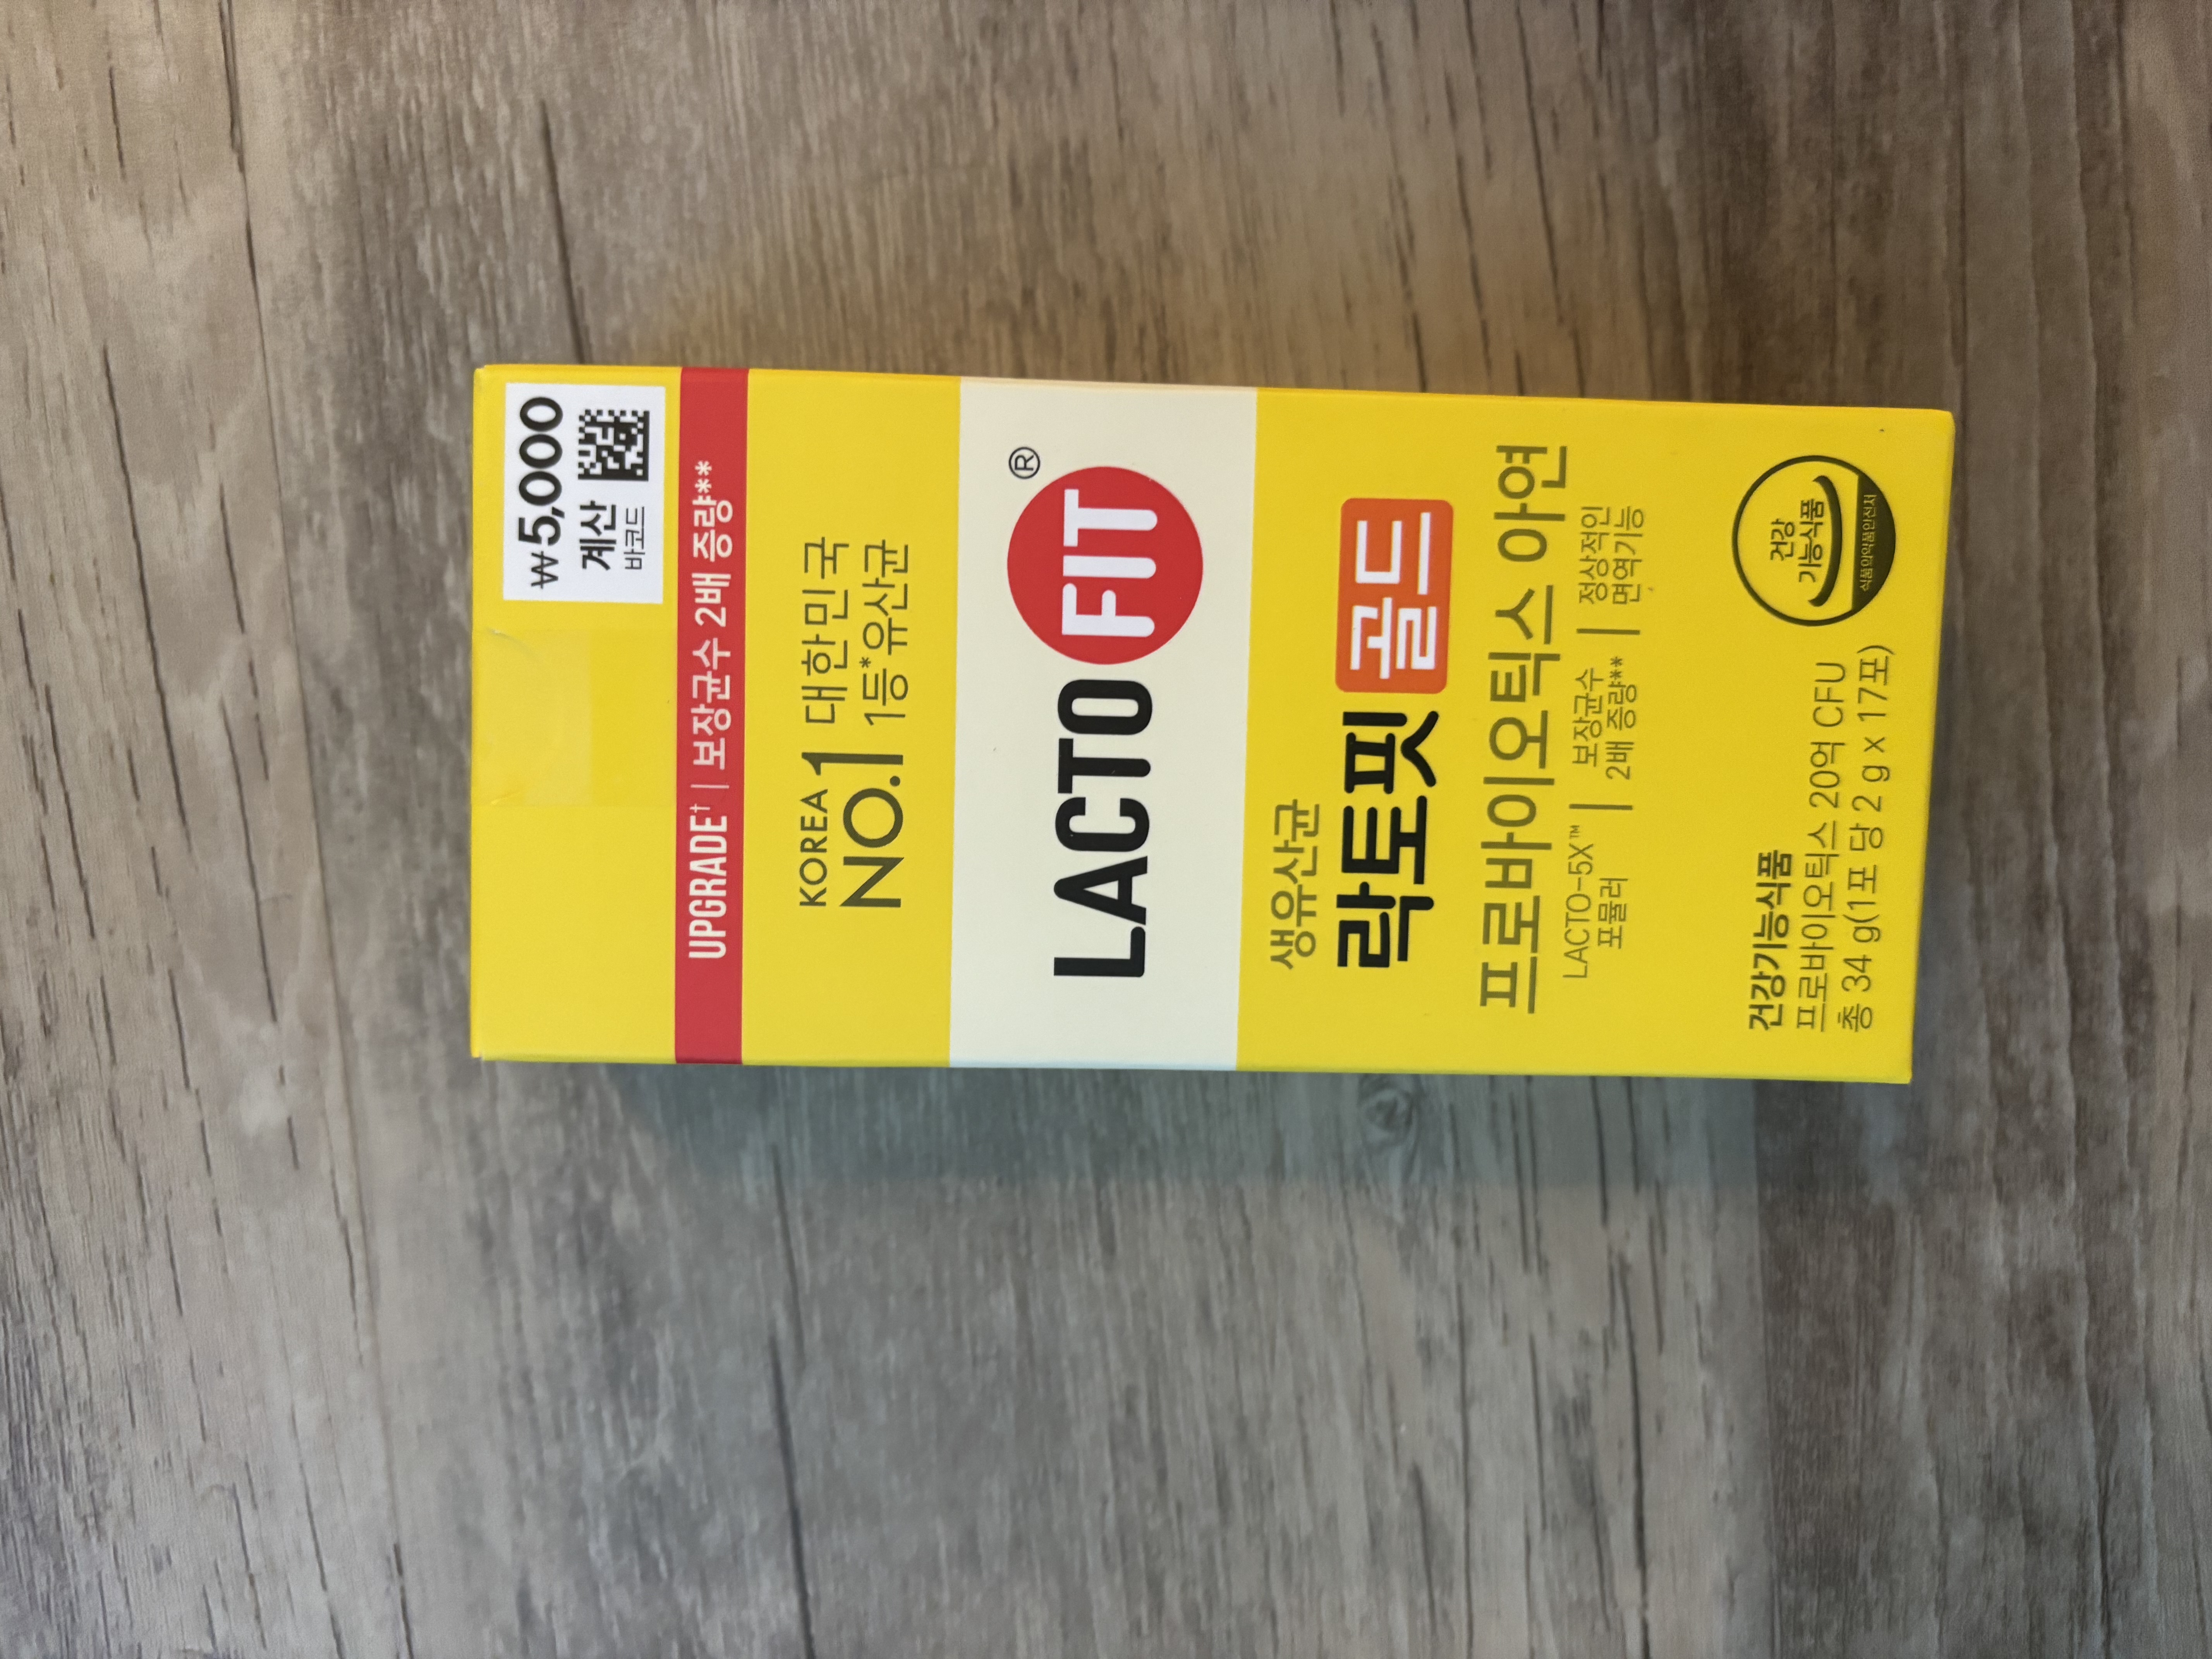 ₩5,000
계산
바코드
UPGRADE† | 보장균수 2배 증량**
KOREA
NO.1
대한민국
1등*유산균
LACTO FIT®
생유산균
락토핏 골드
프로바이오틱스 아연
LACTO-5X™
포뮬러
보장균수
2배 증량**
정상적인
면역기능
건강기능식품
프로바이오틱스 20억 CFU
총 34 g(1포 당 2 g x 17포)
건강
기능식품
식품의약품안전처